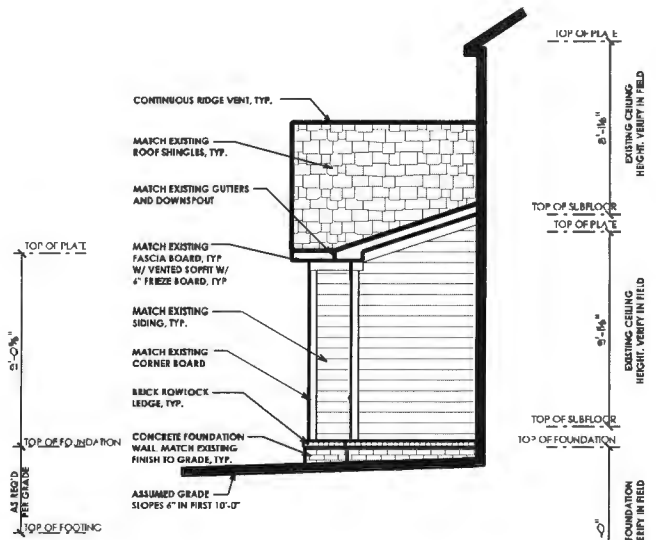 TOP OF PLATE
CONTINUOUS RIDGE VENT, TYP.
MATCH EXISTING
ROOF SHINGLES, TYP.
MATCH EXISTING GUTTERS
AND DOWNSPOUT
TOP OF PLATE
MATCH EXISTING
FASCIA BOARD, TYP
W/ VENTED SOFFIT W/
6" FRIEZE BOARD, TYP
MATCH EXISTING
SIDING, TYP.
MATCH EXISTING
CORNER BOARD
BRICK ROWLOCK
LEDGE, TYP.
TOP OF FOUNDATION
CONCRETE FOUNDATION
WALL. MATCH EXISTING
FINISH TO GRADE, TYP.
AS REQ'D
PER GRADE
ASSUMED GRADE
SLOPES 6" IN FIRST 10'-0"
TOP OF FOOTING
EXISTING CEILING
HEIGHT. VERIFY IN FIELD
TOP OF SUBFLOOR
TOP OF PLATE
EXISTING CEILING
HEIGHT. VERIFY IN FIELD
TOP OF SUBFLOOR
TOP OF FOUNDATION
FOUNDATION
VERIFY IN FIELD